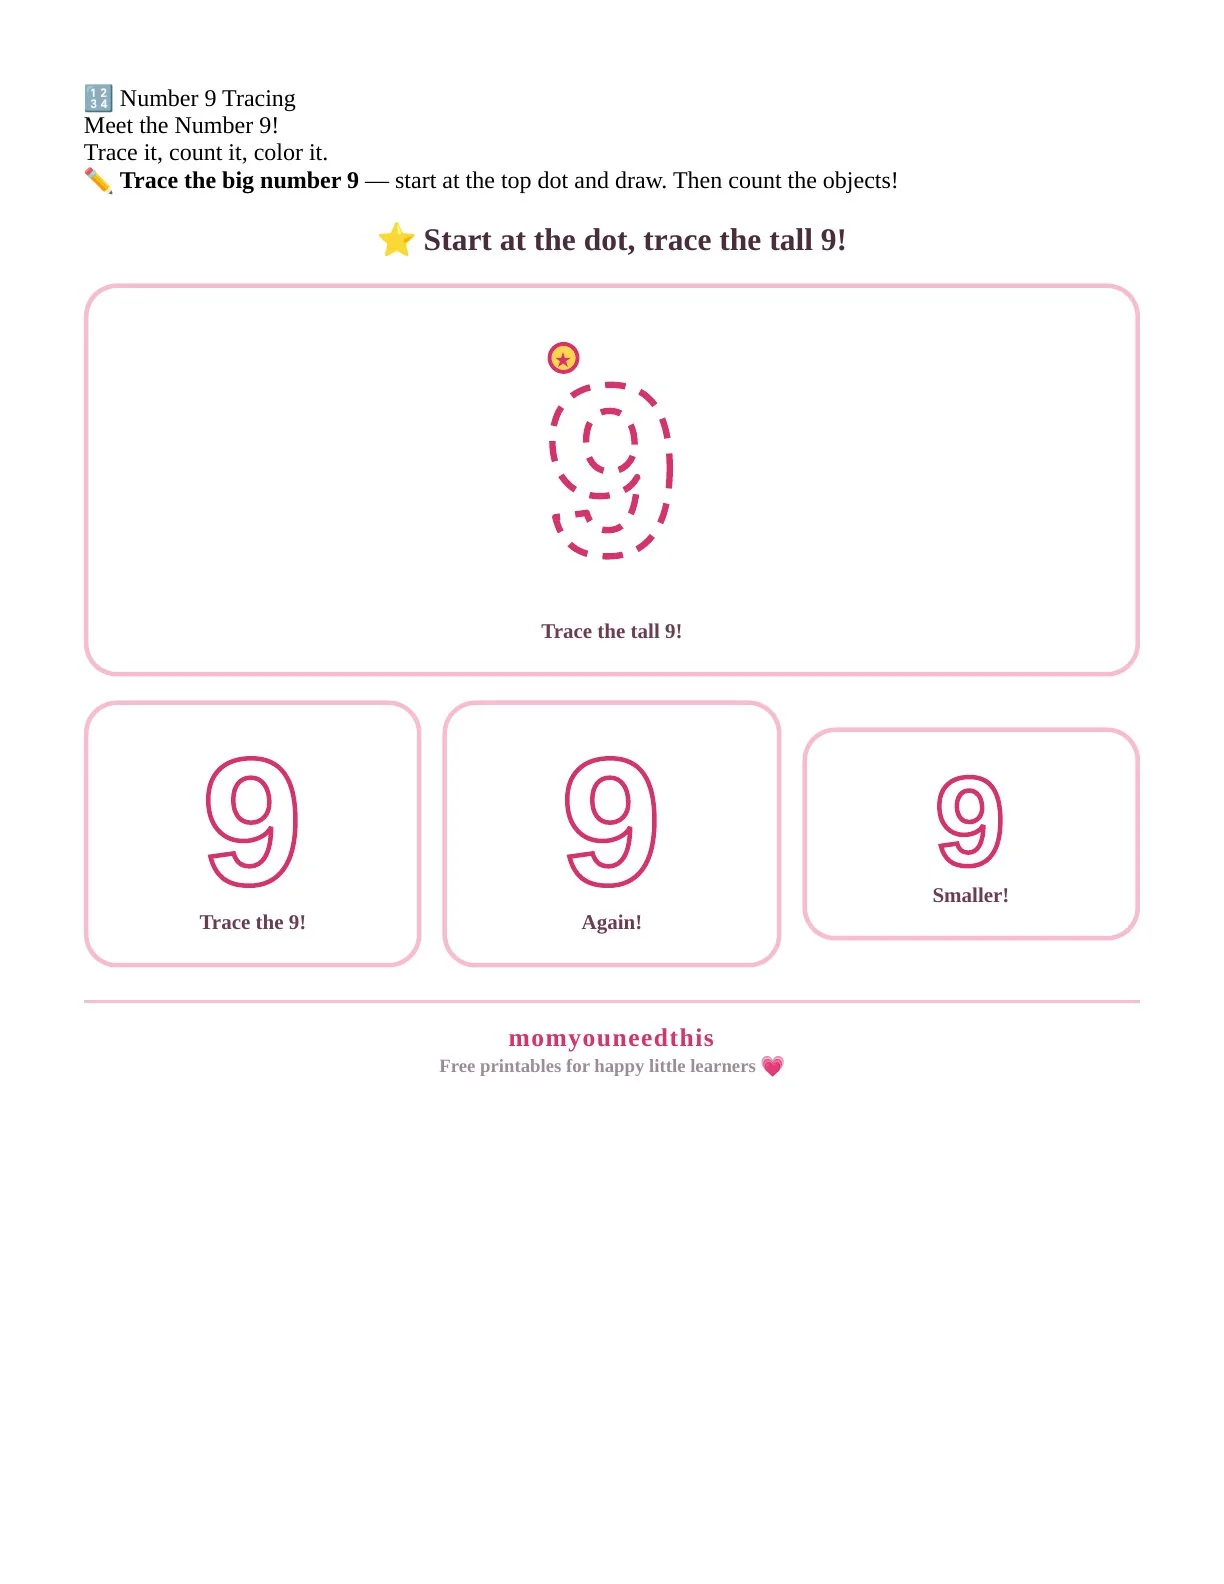 🔢 Number 9 Tracing
Meet the Number 9!
Trace it, count it, color it.
✏️ Trace the big number 9 — start at the top dot and draw. Then count the objects!
⭐ Start at the dot, trace the tall 9!
9
Trace the tall 9!
9 9 9
Trace the 9! Again! Smaller!
momyouneedthis
Free printables for happy little learners 💗